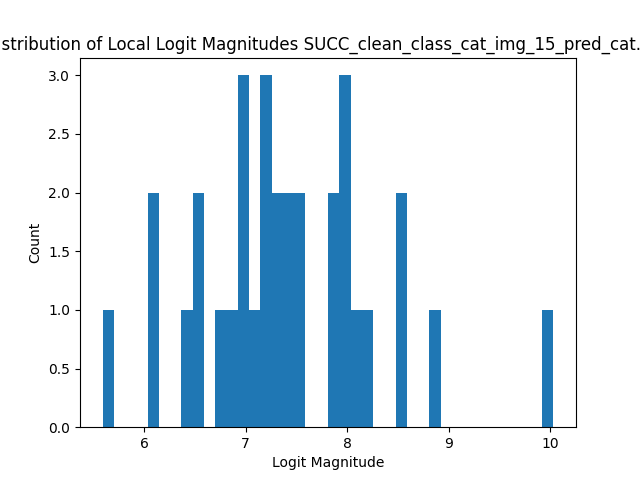 stribution of Local Logit Magnitudes SUCC_clean_class_cat_img_15_pred_cat.
3.0
2.5
2.0
1.5
1.0
0.5
0.0
Count
6 7 8 9 10
Logit Magnitude